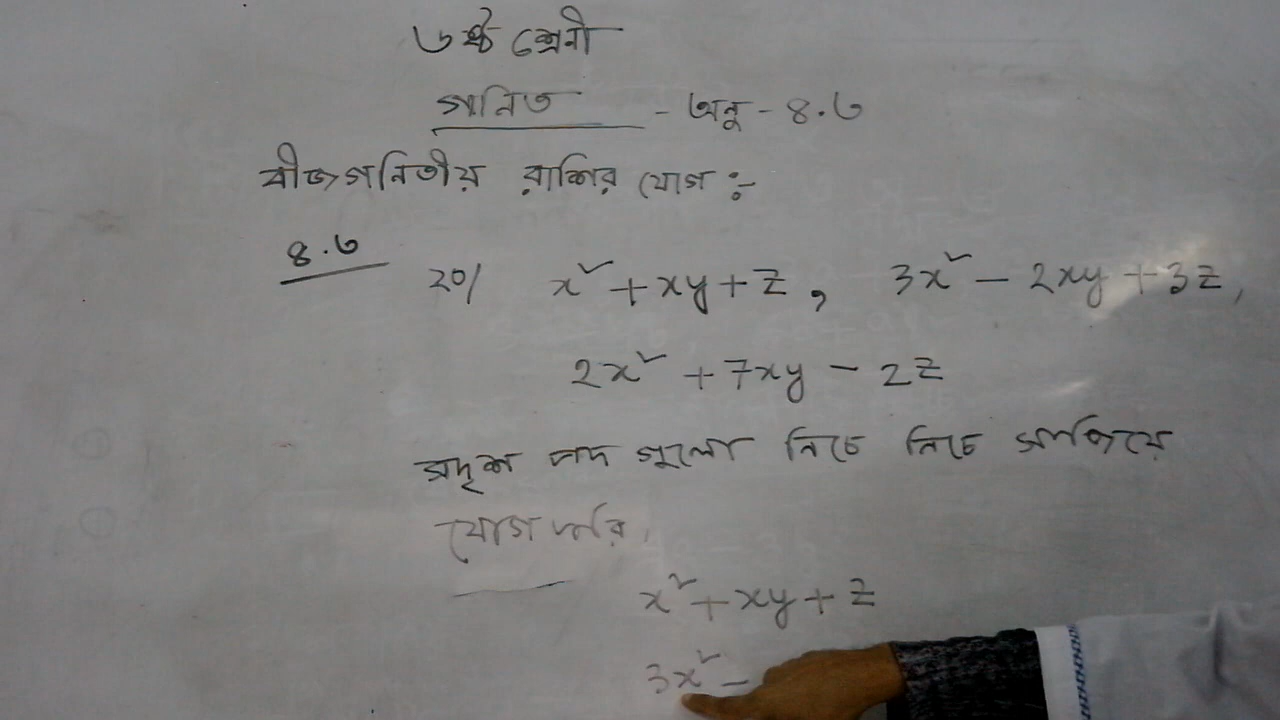 ৬ষ্ঠ শ্রেনী
গনিত - অনু - ৪.৬
বীজগনিতীয় রাশির যোগ :-
৪.৬
20/ x² + xy + z, 3x² - 2xy + 3z,
2x² + 7xy - 2z
সদৃশ পদ গুলো নিচে নিচে সাজিয়ে
যোগ করি,
x² + xy + z
3x² -